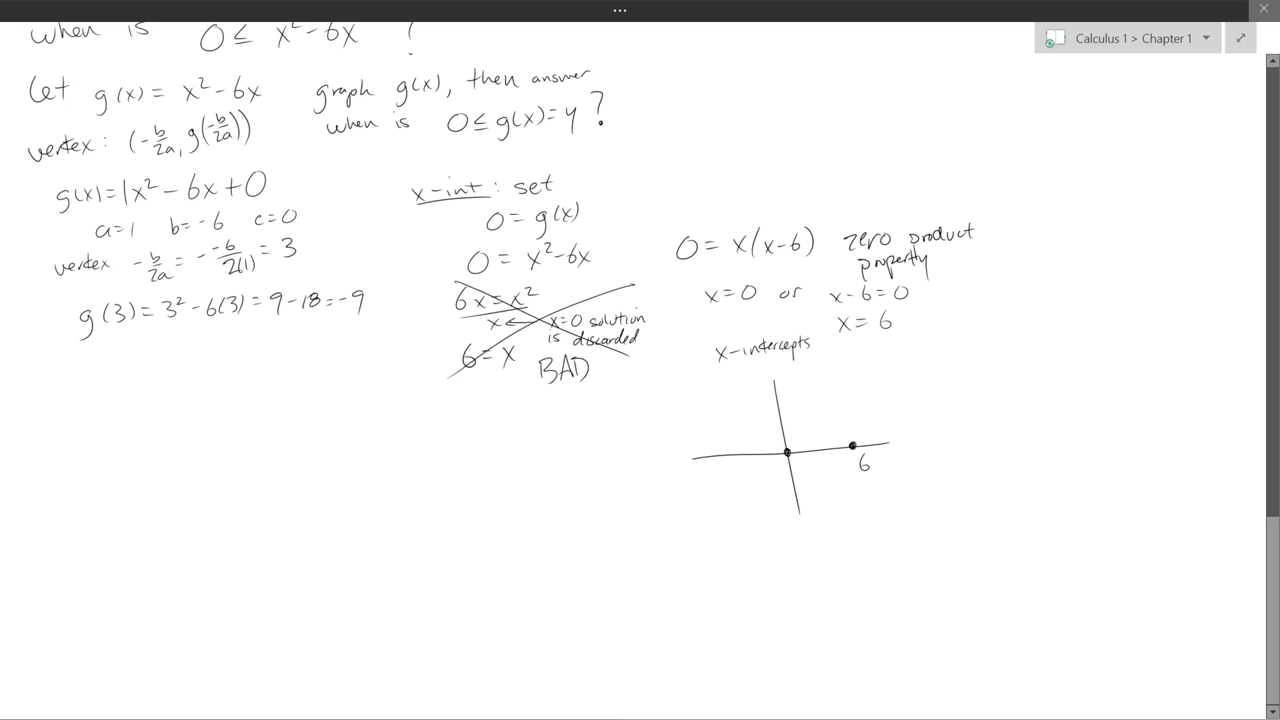 ...
Calculus 1 > Chapter 1
when is 0 ≤ x² - 6x ?
Let g(x) = x² - 6x graph g(x), then answer
when is 0 ≤ g(x) = y ?
vertex: (-b/2a, g(-b/2a))
g(x) = 1x² - 6x + 0
a=1 b=-6 c=0
vertex -b/2a = - -6/2(1) = 3
g(3) = 3² - 6(3) = 9 - 18 = -9
x-int: set
0 = g(x)
0 = x² - 6x
6x = x²
x ← x=0 solution
is discarded
6 = x
BAD
0 = x(x-6) zero product
property
x=0 or x-6=0
x = 6
x-intercepts
6